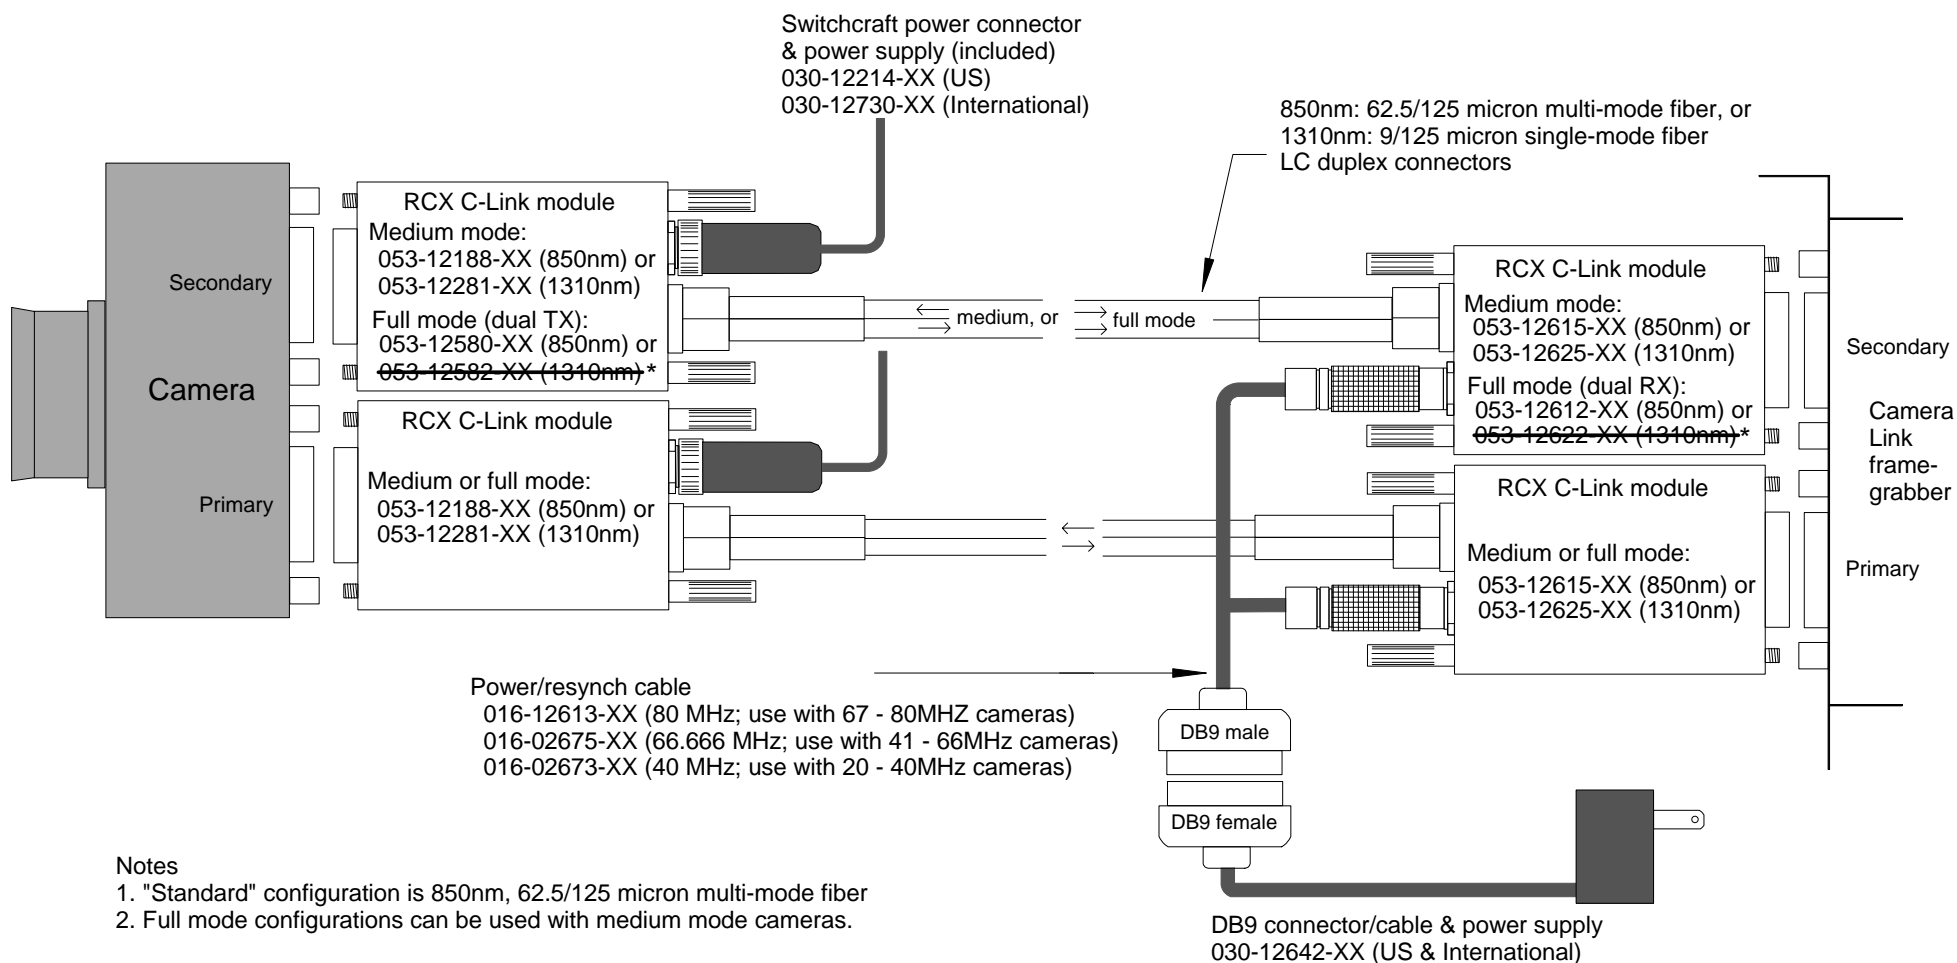 Switchcraft power connector
& power supply (included)
030-12214-XX (US)
030-12730-XX (International)
850nm: 62.5/125 micron multi-mode fiber, or
1310nm: 9/125 micron single-mode fiber
LC duplex connectors
Camera
Secondary
Primary
RCX C-Link module
Medium mode:
053-12188-XX (850nm) or
053-12281-XX (1310nm)
Full mode (dual TX):
053-12580-XX (850nm) or
053-12582-XX (1310nm) *
RCX C-Link module
Medium or full mode:
053-12188-XX (850nm) or
053-12281-XX (1310nm)
medium, or
full mode
RCX C-Link module
Medium mode:
053-12615-XX (850nm) or
053-12625-XX (1310nm)
Full mode (dual RX):
053-12612-XX (850nm) or
053-12622-XX (1310nm)*
RCX C-Link module
Medium or full mode:
053-12615-XX (850nm) or
053-12625-XX (1310nm)
Secondary
Camera
Link
frame-
grabber
Primary
Power/resynch cable
016-12613-XX (80 MHz; use with 67 - 80MHZ cameras)
016-02675-XX (66.666 MHz; use with 41 - 66MHz cameras)
016-02673-XX (40 MHz; use with 20 - 40MHz cameras)
DB9 male
DB9 female
Notes
1. "Standard" configuration is 850nm, 62.5/125 micron multi-mode fiber
2. Full mode configurations can be used with medium mode cameras.
DB9 connector/cable & power supply
030-12642-XX (US & International)